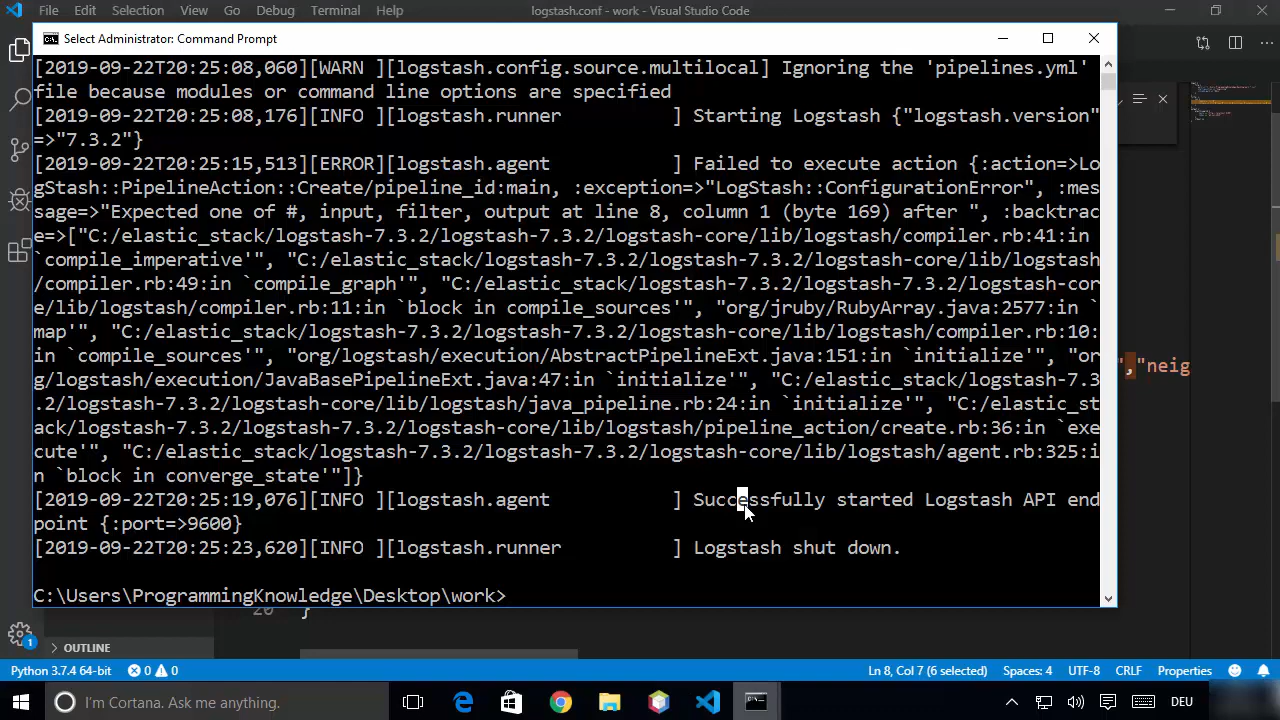 File Edit Selection View Go Debug Terminal Help logstash.conf - work - Visual Studio Code
Select Administrator: Command Prompt
[2019-09-22T20:25:08,060][WARN ][logstash.config.source.multilocal] Ignoring the 'pipelines.yml'
file because modules or command line options are specified
[2019-09-22T20:25:08,176][INFO ][logstash.runner          ] Starting Logstash {"logstash.version"
=>"7.3.2"}
[2019-09-22T20:25:15,513][ERROR][logstash.agent           ] Failed to execute action {:action=>Lo
gStash::PipelineAction::Create/pipeline_id:main, :exception=>"LogStash::ConfigurationError", :mes
sage=>"Expected one of #, input, filter, output at line 8, column 1 (byte 169) after ", :backtrac
e=>["C:/elastic_stack/logstash-7.3.2/logstash-7.3.2/logstash-core/lib/logstash/compiler.rb:41:in
`compile_imperative'", "C:/elastic_stack/logstash-7.3.2/logstash-7.3.2/logstash-core/lib/logstash
/compiler.rb:49:in `compile_graph'", "C:/elastic_stack/logstash-7.3.2/logstash-7.3.2/logstash-cor
e/lib/logstash/compiler.rb:11:in `block in compile_sources'", "org/jruby/RubyArray.java:2577:in `
map'", "C:/elastic_stack/logstash-7.3.2/logstash-7.3.2/logstash-core/lib/logstash/compiler.rb:10:
in `compile_sources'", "org/logstash/execution/AbstractPipelineExt.java:151:in `initialize'", "or
g/logstash/execution/JavaBasePipelineExt.java:47:in `initialize'", "C:/elastic_stack/logstash-7.3
.2/logstash-7.3.2/logstash-core/lib/logstash/java_pipeline.rb:24:in `initialize'", "C:/elastic_st
ack/logstash-7.3.2/logstash-7.3.2/logstash-core/lib/logstash/pipeline_action/create.rb:36:in `exe
cute'", "C:/elastic_stack/logstash-7.3.2/logstash-7.3.2/logstash-core/lib/logstash/agent.rb:325:i
n `block in converge_state'"]}
[2019-09-22T20:25:19,076][INFO ][logstash.agent           ] Successfully started Logstash API end
point {:port=>9600}
[2019-09-22T20:25:23,620][INFO ][logstash.runner          ] Logstash shut down.
C:\Users\ProgrammingKnowledge\Desktop\work>
","neig
20 }
OUTLINE
1
Python 3.7.4 64-bit 0 0 Ln 8, Col 7 (6 selected) Spaces: 4 UTF-8 CRLF Properties
I'm Cortana. Ask me anything. DEU